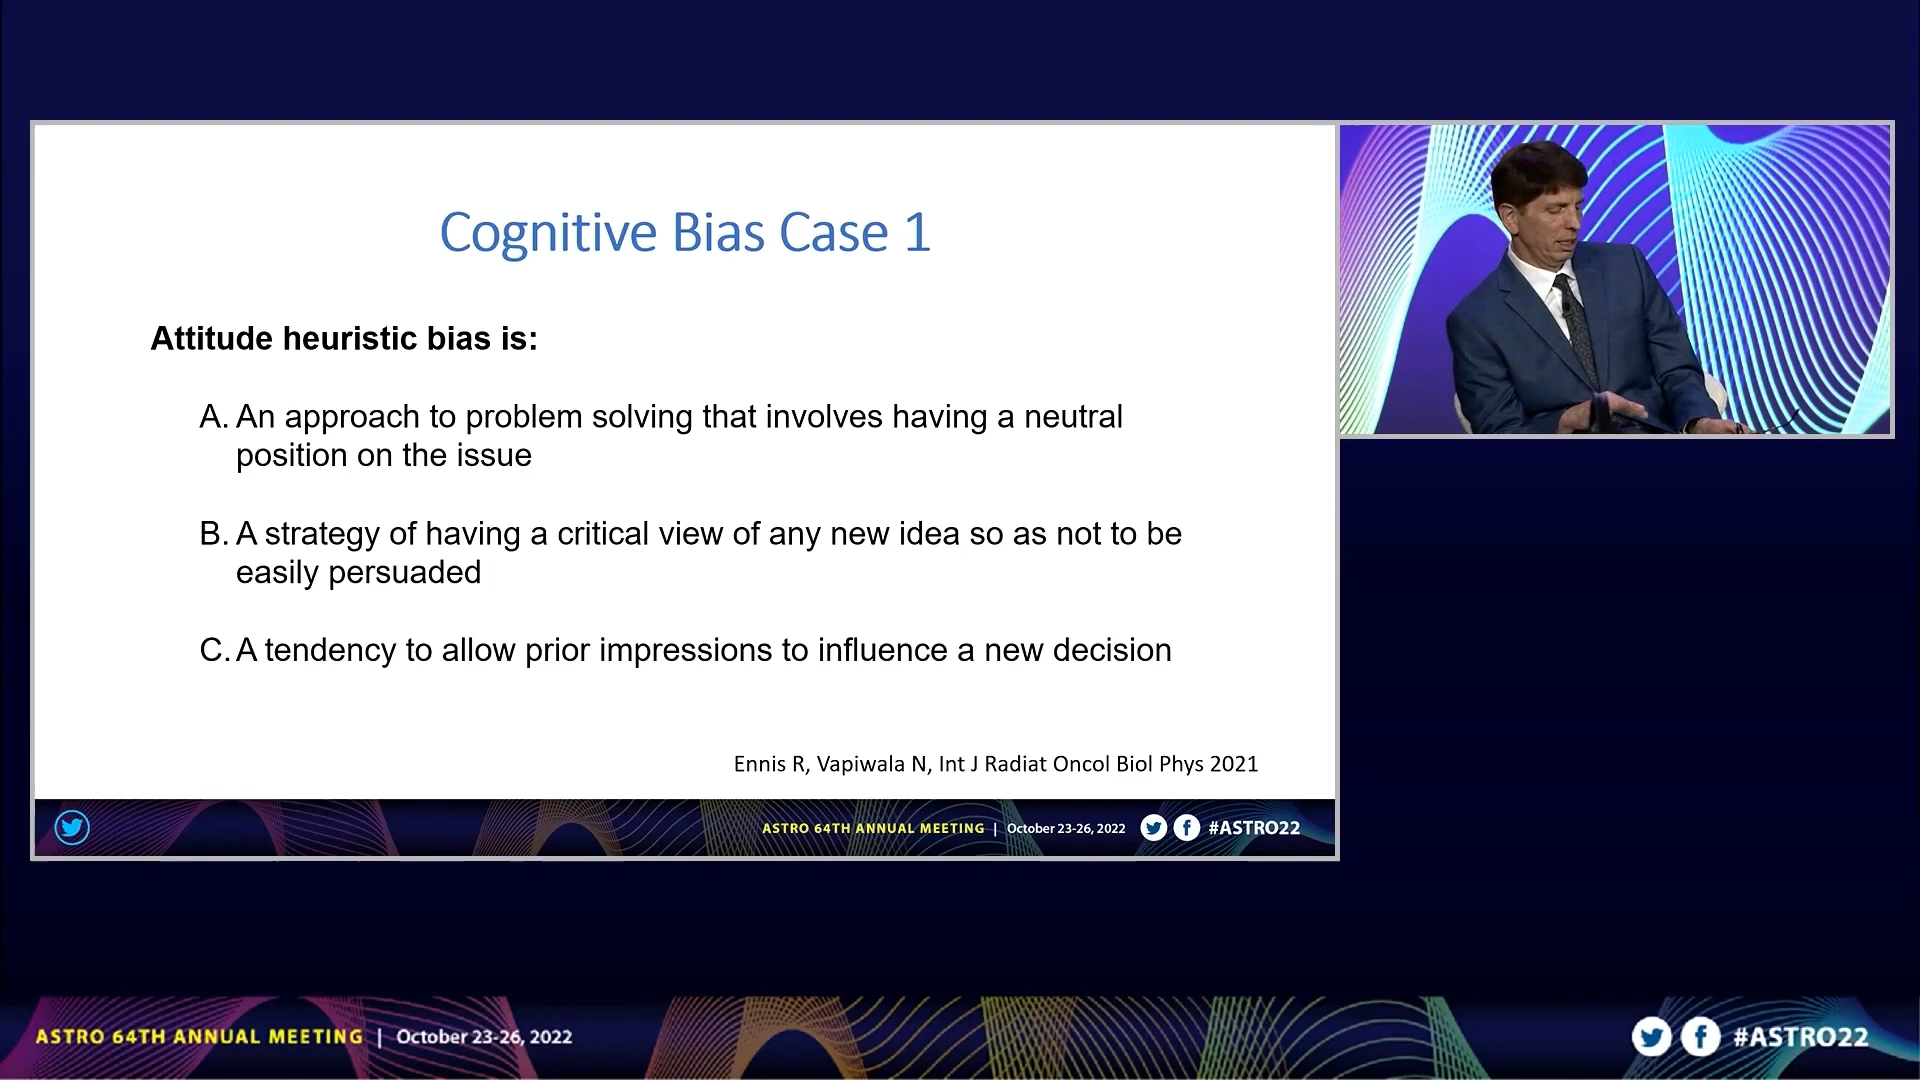 Cognitive Bias Case 1
Attitude heuristic bias is:
A. An approach to problem solving that involves having a neutral
position on the issue
B. A strategy of having a critical view of any new idea so as not to be
easily persuaded
C. A tendency to allow prior impressions to influence a new decision
Ennis R, Vapiwala N, Int J Radiat Oncol Biol Phys 2021
ASTRO 64TH ANNUAL MEETING | October 23-26, 2022 #ASTRO22
ASTRO 64TH ANNUAL MEETING | October 23-26, 2022 #ASTRO22